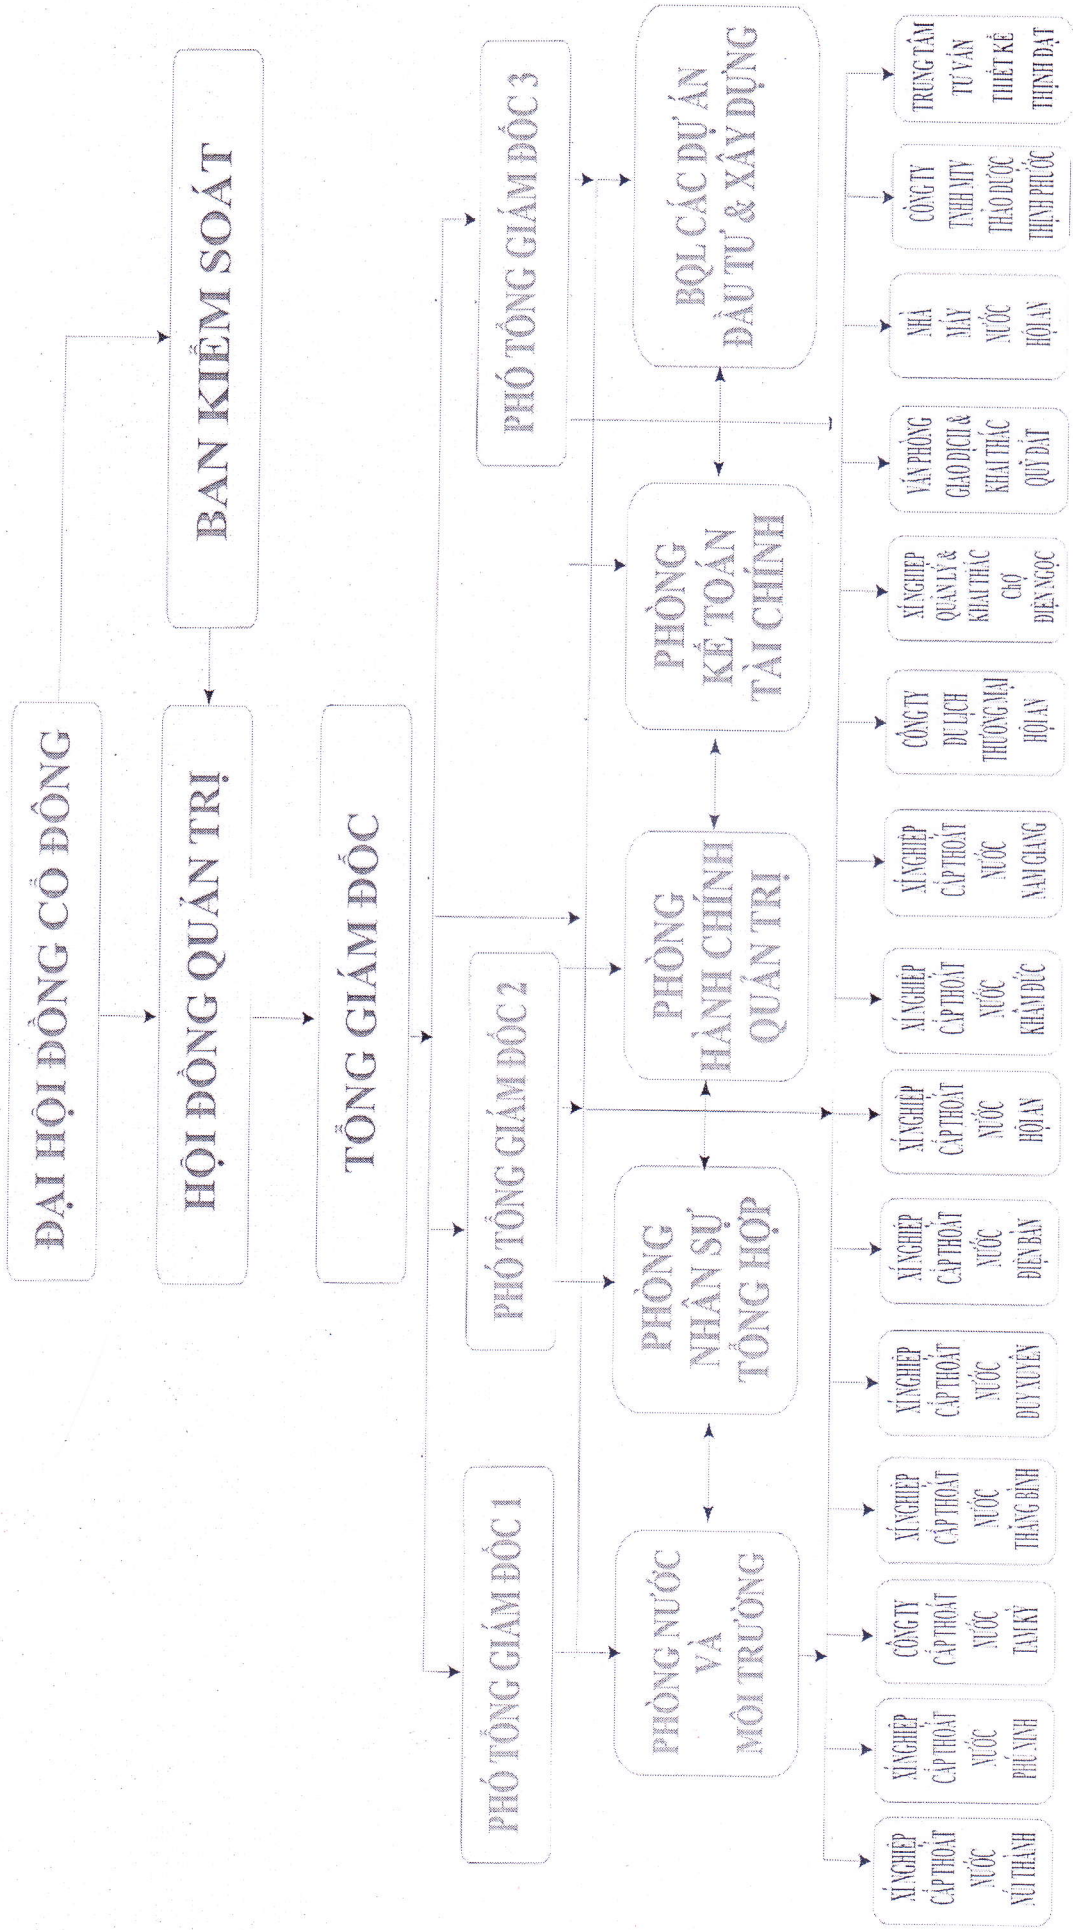 ĐẠI HỘI ĐỒNG CỔ ĐÔNG
BAN KIỂM SOÁT
HỘI ĐỒNG QUẢN TRỊ
TỔNG GIÁM ĐỐC
PHÓ TỔNG GIÁM ĐỐC 1
PHÓ TỔNG GIÁM ĐỐC 2
PHÓ TỔNG GIÁM ĐỐC 3
PHÒNG NƯỚC
VÀ
MÔI TRƯỜNG
PHÒNG
NHÂN SỰ
TỔNG HỢP
PHÒNG
HÀNH CHÍNH
QUẢN TRỊ
PHÒNG
KẾ TOÁN
TÀI CHÍNH
BQL CÁC DỰ ÁN
ĐẦU TƯ & XÂY DỰNG
XÍ NGHIỆP
CẤP THOÁT
NƯỚC
NÚI THÀNH
XÍ NGHIỆP
CẤP THOÁT
NƯỚC
PHÚ NINH
CÔNG TY
CẤP THOÁT
NƯỚC
TAM KỲ
XÍ NGHIỆP
CẤP THOÁT
NƯỚC
THĂNG BÌNH
XÍ NGHIỆP
CẤP THOÁT
NƯỚC
DUY XUYÊN
XÍ NGHIỆP
CẤP THOÁT
NƯỚC
ĐIỆN BÀN
XÍ NGHIỆP
CẤP THOÁT
NƯỚC
HỘI AN
XÍ NGHIỆP
CẤP THOÁT
NƯỚC
KHÂM ĐỨC
XÍ NGHIỆP
CẤP THOÁT
NƯỚC
NAM GIANG
CÔNG TY
DU LỊCH
THƯƠNG MẠI
HỘI AN
XÍ NGHIỆP
QUẢN LÝ &
KHAI THÁC
Chợ
ĐIỆN NGỌC
VĂN PHÒNG
GIAO DỊCH &
KHAI THÁC
QUỸ ĐẤT
NHÀ
MÁY
NƯỚC
HỘI AN
CÔNG TY
TNHH MTV
THẢO DƯỢC
THỊNH PHƯỚC
TRUNG TÂM
TƯ VẤN
THIẾT KẾ
THỊNH ĐẠT